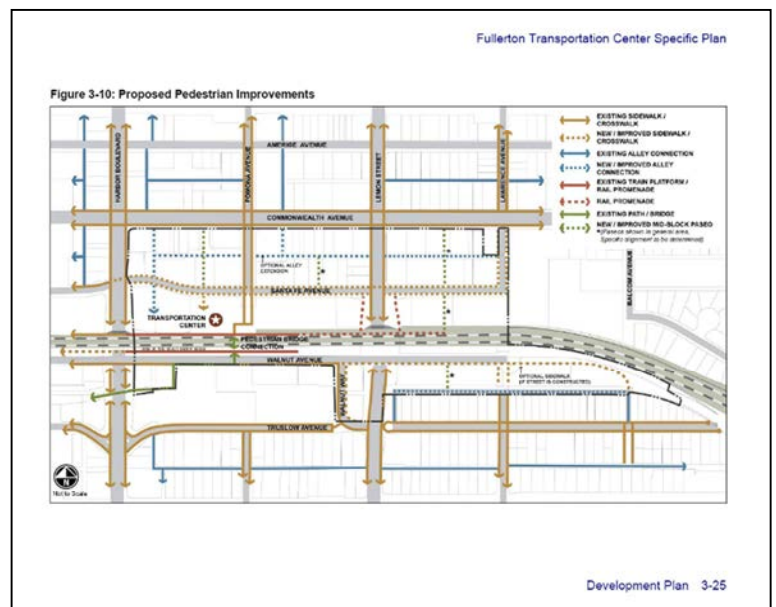 Fullerton Transportation Center Specific Plan
Figure 3-10: Proposed Pedestrian Improvements
EXISTING SIDEWALK /
CROSSWALK
NEW / IMPROVED SIDEWALK /
CROSSWALK
EXISTING ALLEY CONNECTION
NEW / IMPROVED ALLEY
CONNECTION
EXISTING TRAIN PLATFORM /
RAIL PROMENADE
RAIL PROMENADE
EXISTING PATH / BRIDGE
NEW / IMPROVED MID-BLOCK PASEO
*(Paseos shown in general area.
Specific alignment to be determined)
HARBOR BOULEVARD
POMONA AVENUE
LEMON STREET
LAWRENCE AVENUE
AMERIGE AVENUE
COMMONWEALTH AVENUE
OPTIONAL ALLEY
EXTENSION
SANTA FE AVENUE
MALCOM AVENUE
TRANSPORTATION
CENTER
PEDESTRIAN BRIDGE
CONNECTION
WALNUT AVENUE
WALNUT WAY
OPTIONAL SIDEWALK
(IF STREET IS CONSTRUCTED)
TRUSLOW AVENUE
N
Not to Scale
Development Plan 3-25